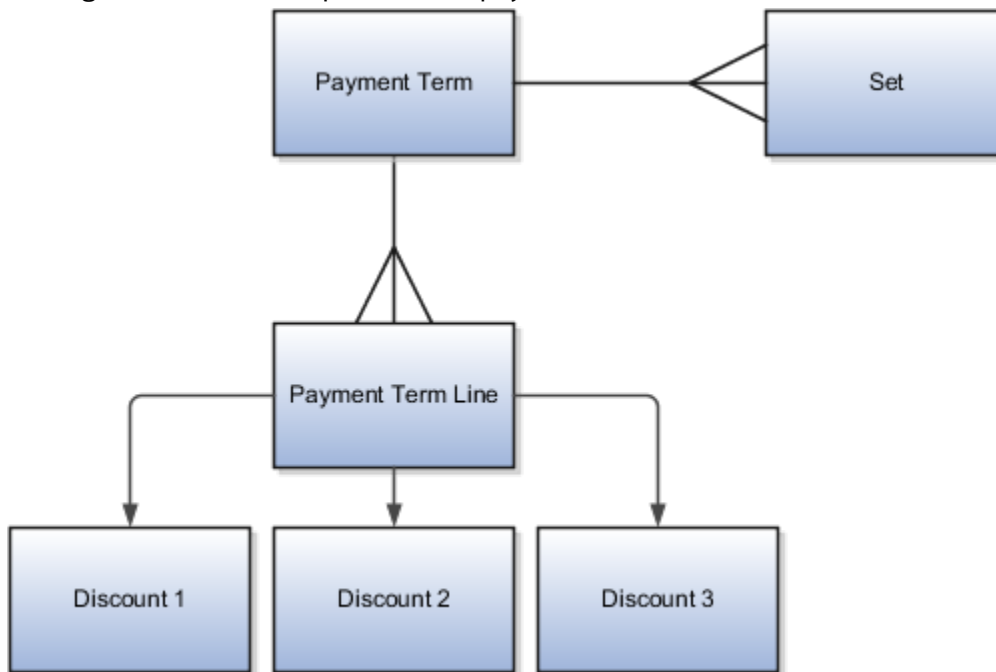 Payment Term
Set
Payment Term Line
Discount 1
Discount 2
Discount 3